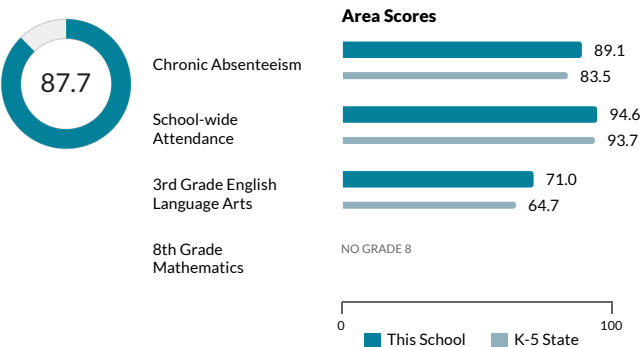 Area Scores
87.7
Chronic Absenteeism
89.1
83.5
School-wide
Attendance
94.6
93.7
3rd Grade English
Language Arts
71.0
64.7
8th Grade
Mathematics
NO GRADE 8
0
100
This School
K-5 State